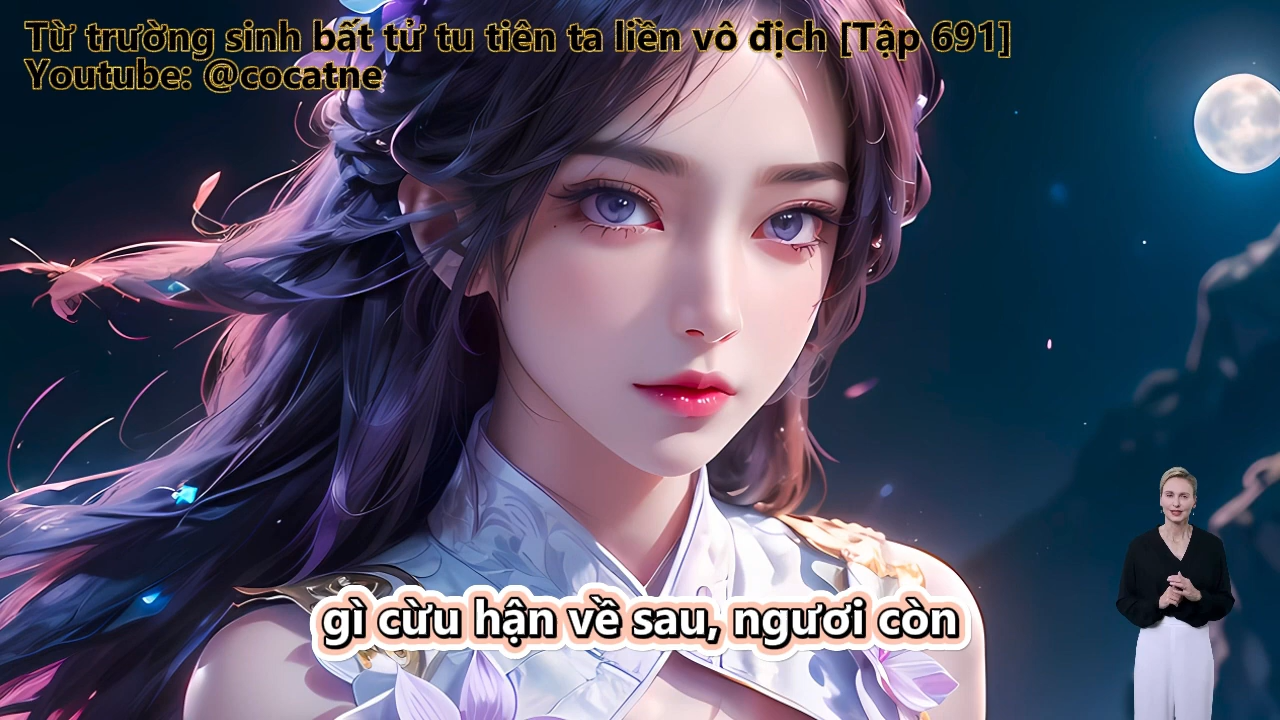 Từ trường sinh bất tử tu tiên ta liền vô địch [Tập 691]
Youtube: @cocatne
gì cừu hận về sau, ngươi còn